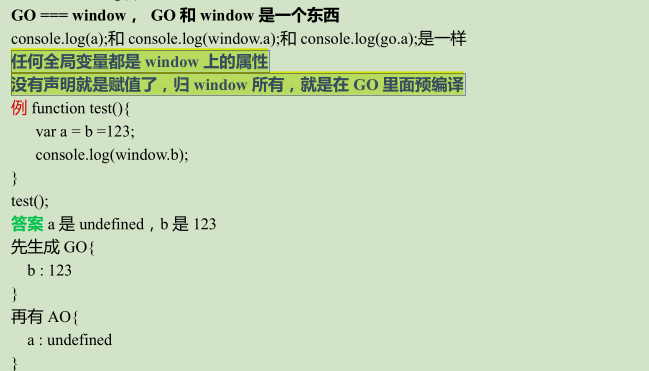 GO === window， GO 和 window 是一个东西
console.log(a);和 console.log(window.a);和 console.log(go.a);是一样
任何全局变量都是 window 上的属性
没有声明就是赋值了，归 window 所有，就是在 GO 里面预编译
例 function test(){
var a = b =123;
console.log(window.b);
}
test();
答案 a 是 undefined，b 是 123
先生成 GO{
b : 123
}
再有 AO{
a : undefined
}